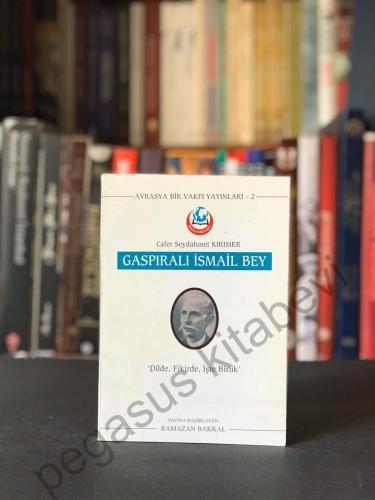 AVRASYA BİR VAKFI YAYINLARI - 2
Cafer Seydahmet KIRIMER
GASPIRALI İSMAİL BEY
'Dilde, Fikirde, İşte Birlik'
YAYINA HAZIRLAYAN:
RAMAZAN BAKKAL
pegasus kitabevi